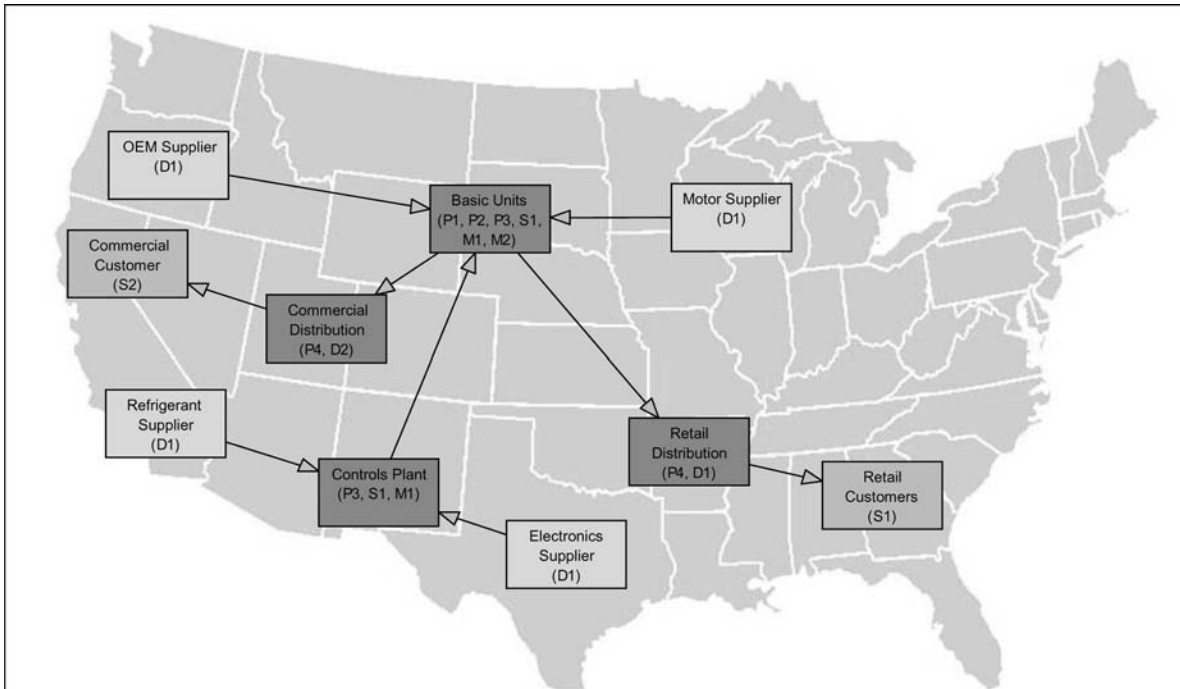 OEM Supplier
(D1)
Basic Units
(P1, P2, P3, S1,
M1, M2)
Motor Supplier
(D1)
Commercial
Customer
(S2)
Commercial
Distribution
(P4, D2)
Refrigerant
Supplier
(D1)
Controls Plant
(P3, S1, M1)
Retail
Distribution
(P4, D1)
Retail
Customers
(S1)
Electronics
Supplier
(D1)